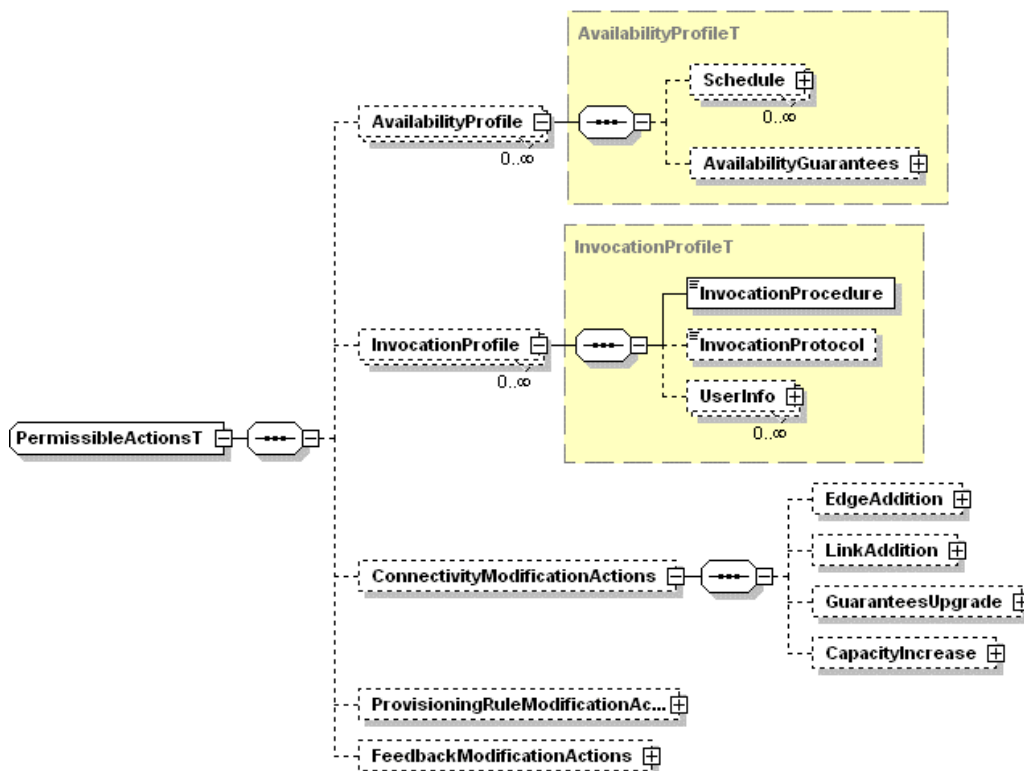 AvailabilityProfileT
Schedule
0..∞
AvailabilityProfile
0..∞
AvailabilityGuarantees
InvocationProfileT
InvocationProcedure
InvocationProfile
0..∞
InvocationProtocol
UserInfo
0..∞
PermissibleActionsT
EdgeAddition
LinkAddition
ConnectivityModificationActions
GuaranteesUpgrade
CapacityIncrease
ProvisioningRuleModificationAc...
FeedbackModificationActions